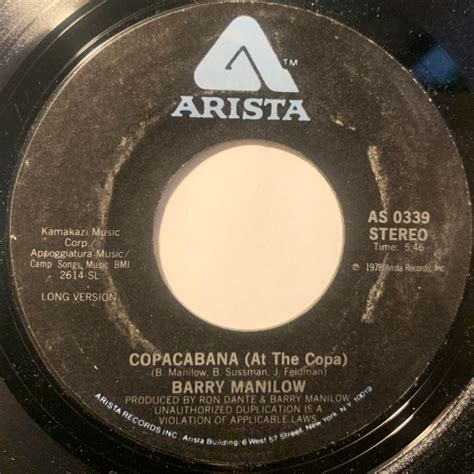 ARISTA™
AS 0339
STEREO
Time: 5:46
Ⓟ 1978 Arista Records, Inc.
Kamakazi Music
Corp./
Appoggiatura Music/
Camp Songs, Music BMI
2614-SL
LONG VERSION
COPACABANA (At The Copa)
(B. Manilow, B. Sussman, J. Feldman)
BARRY MANILOW
PRODUCED BY RON DANTE & BARRY MANILOW
UNAUTHORIZED DUPLICATION IS A
VIOLATION OF APPLICABLE LAWS
ARISTA RECORDS INC. Arista Building, 6 West 57 Street, New York, N.Y. 10019